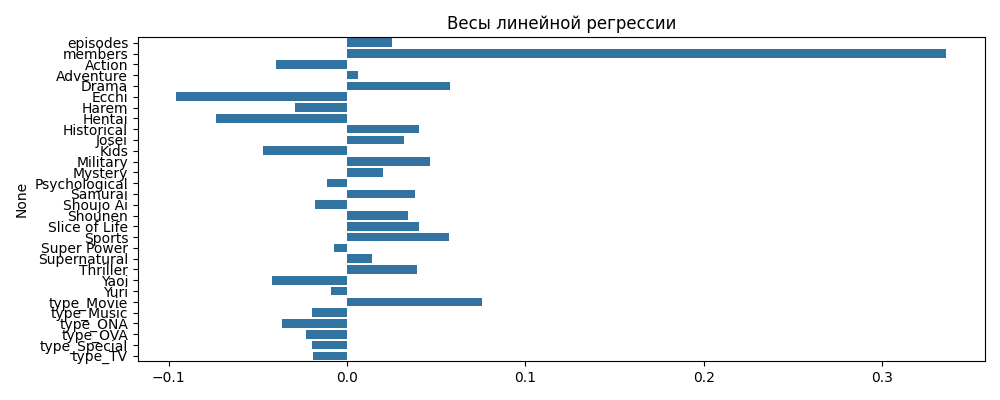 Весы линейной регрессии
episodes
members
Action
Adventure
Drama
Ecchi
Harem
Hentai
Historical
Josei
Kids
Military
Mystery
Psychological
Samurai
Shoujo Ai
Shounen
Slice of Life
Sports
Super Power
Supernatural
Thriller
Yaoi
Yuri
type_Movie
type_Music
type_ONA
type_OVA
type_Special
type_TV
None
−0.1 0.0 0.1 0.2 0.3